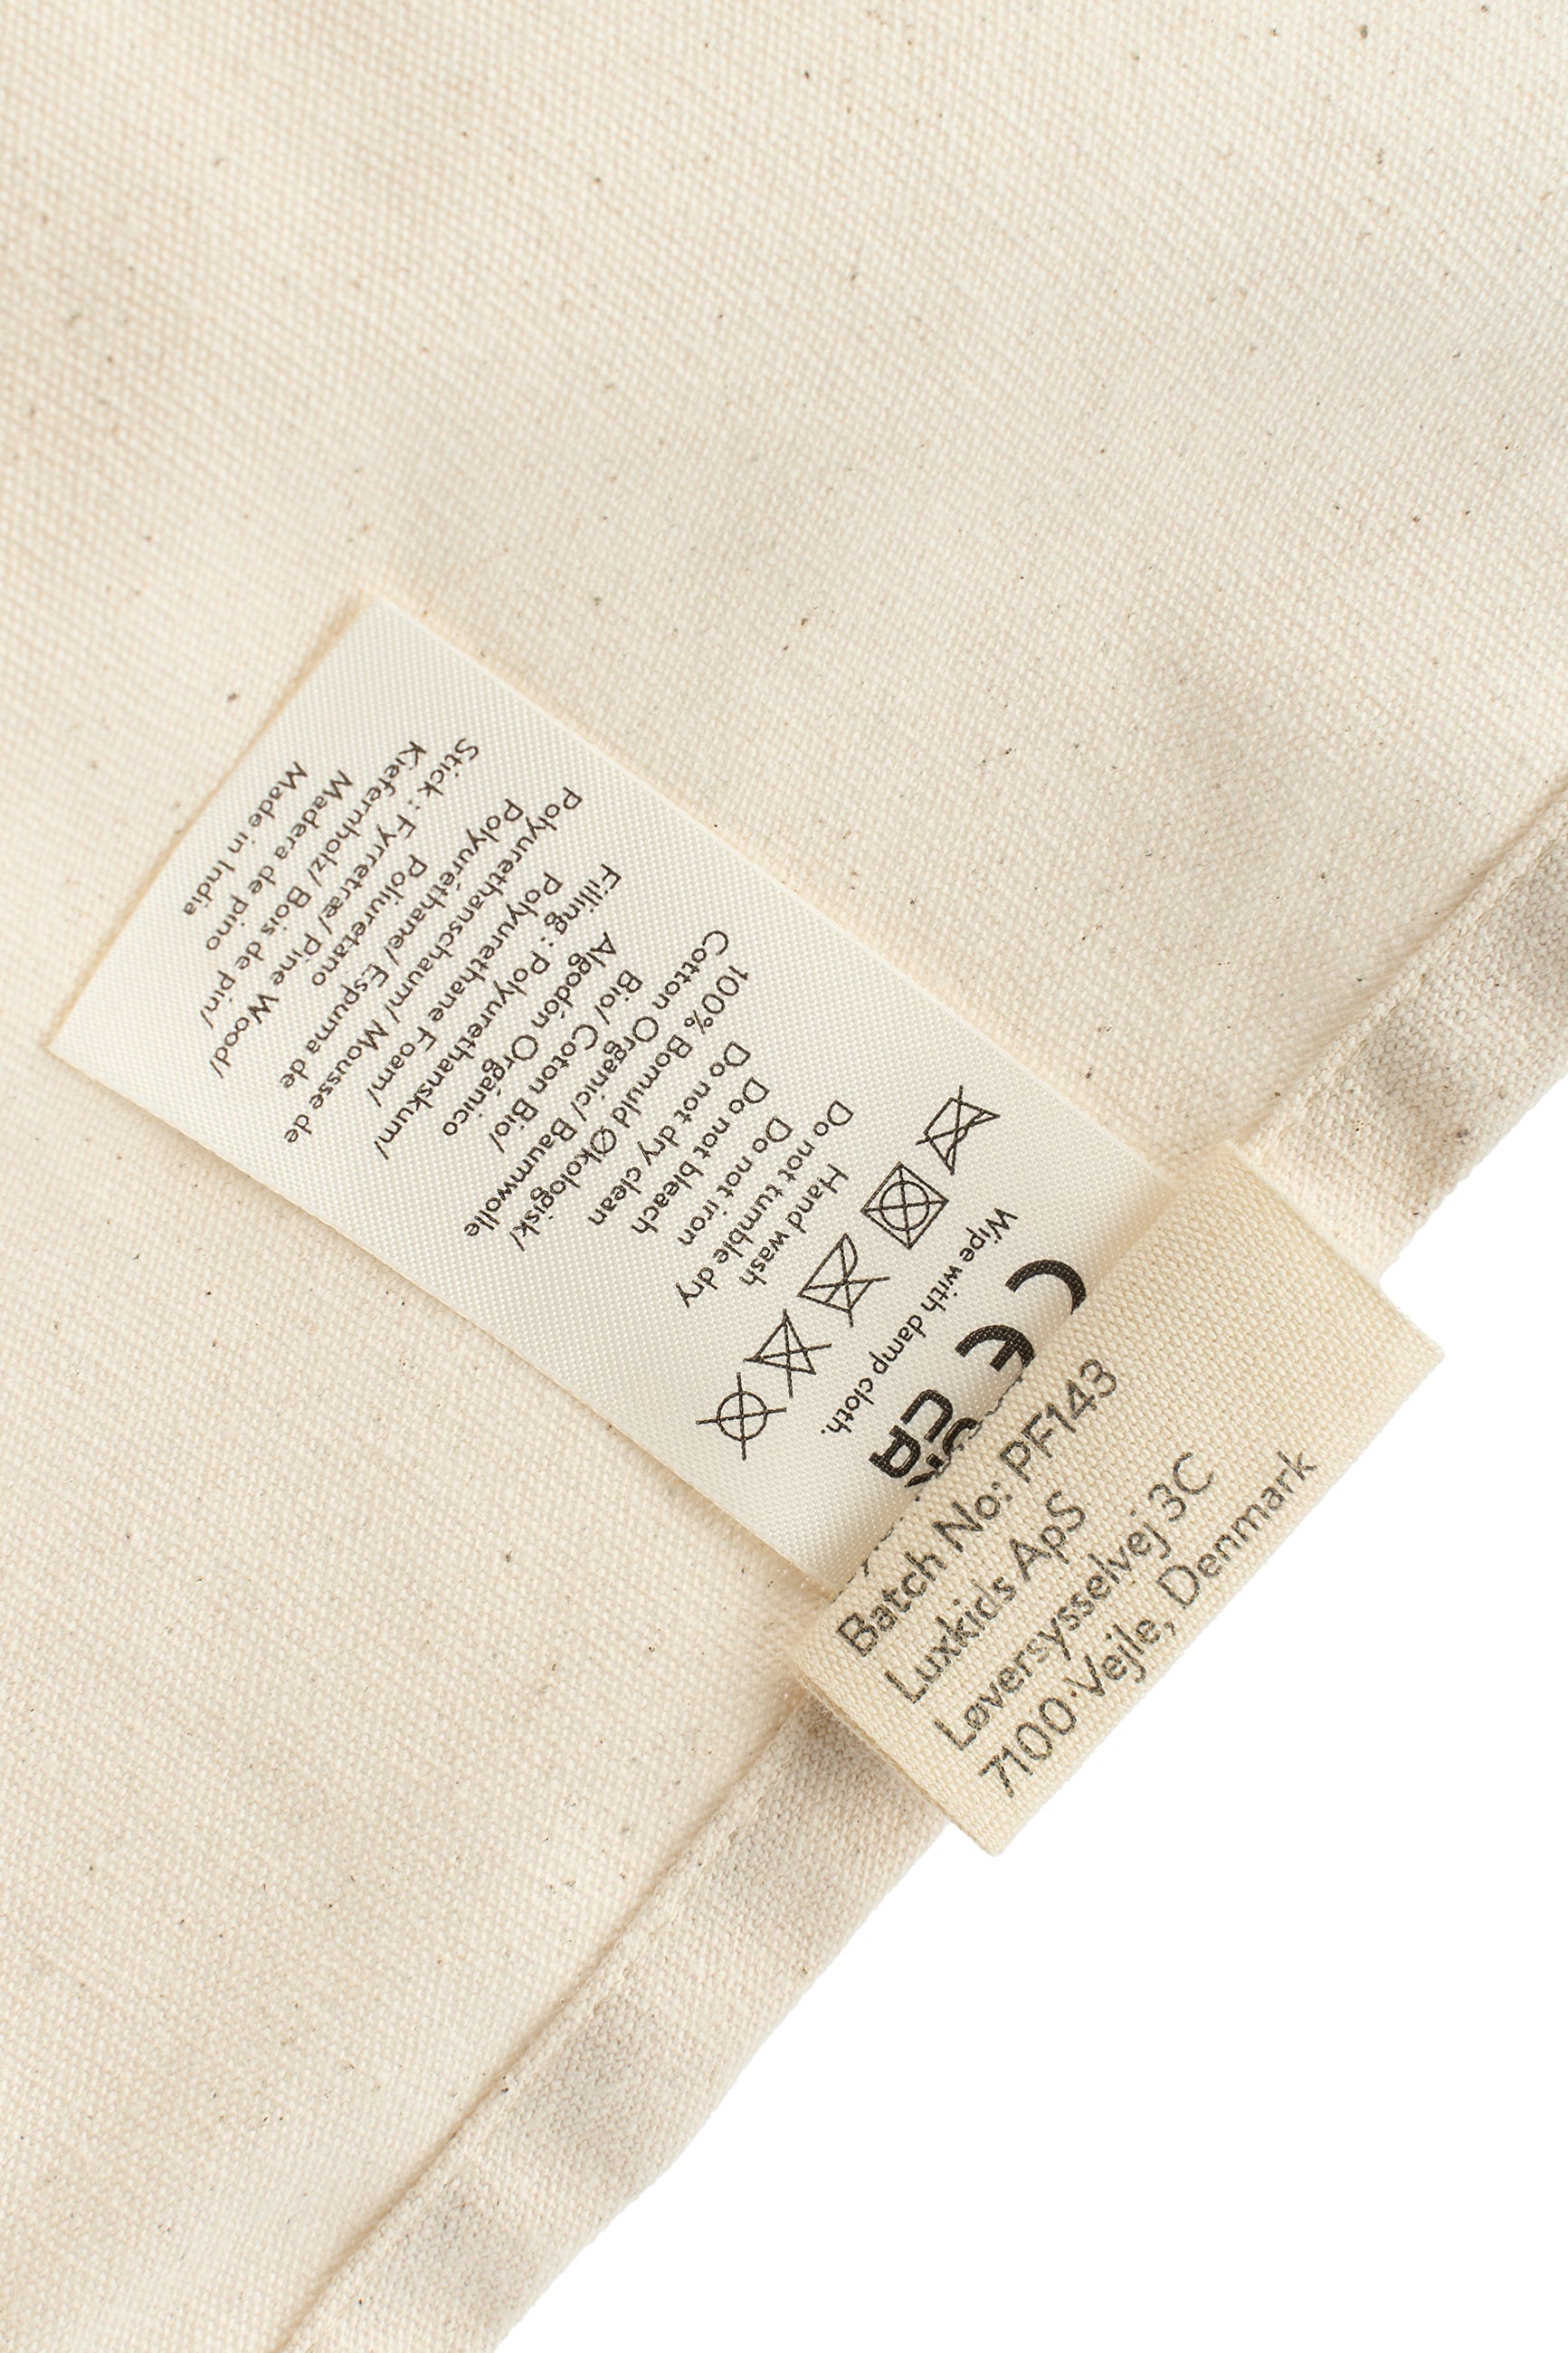 CE
UK
CA
Wipe with damp cloth.
Hand wash
Do not tumble dry
Do not iron
Do not bleach
Do not dry clean
100% Bomuld Økologisk/
Cotton Organic/ Baumwolle
Bio/ Coton Bio/
Algodón Orgánico
Filling : Polyurethanskum/
Polyurethane Foam/
Polyurethanschaum/ Mousse de
Polyuréthane/ Espuma de
Poliuretano
Stick : Fyrretræ/ Pine Wood/
Kiefernholz/ Bois de pin/
Madera de pino
Made in India
Batch No: PF143
Luxkids ApS
Løversysselvej 3C
7100 Vejle, Denmark